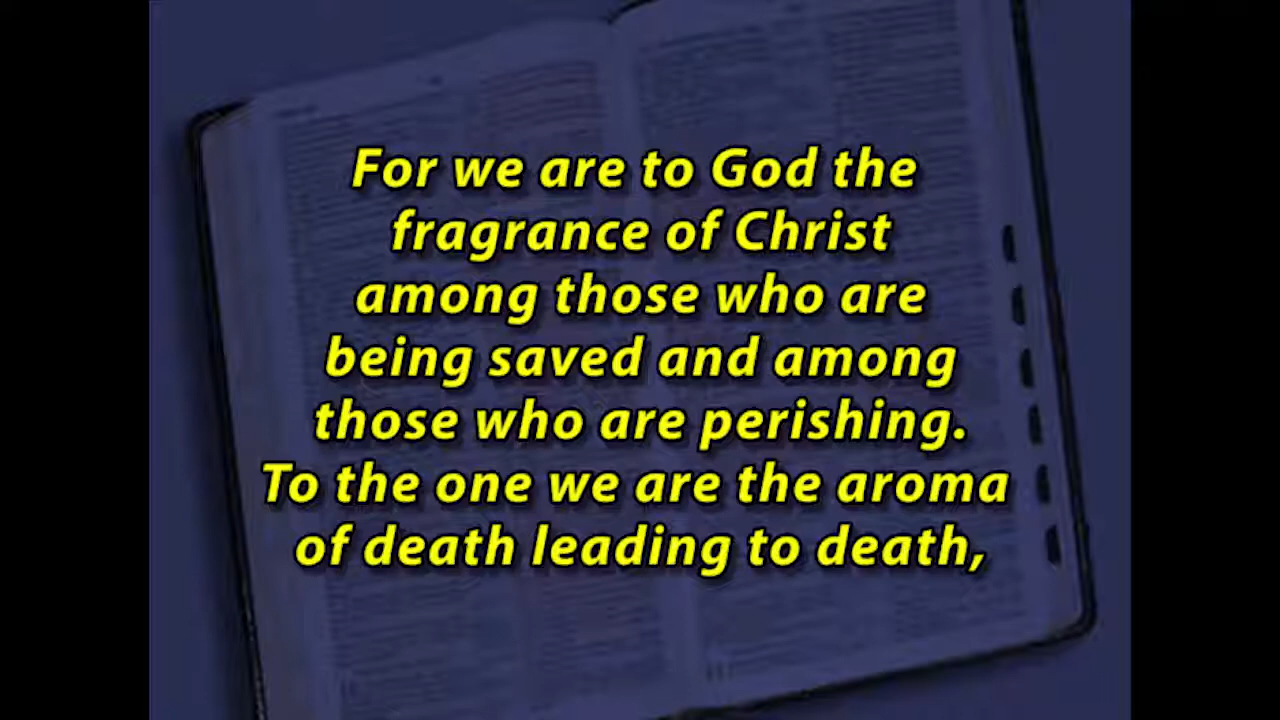 For we are to God the
fragrance of Christ
among those who are
being saved and among
those who are perishing.
To the one we are the aroma
of death leading to death,